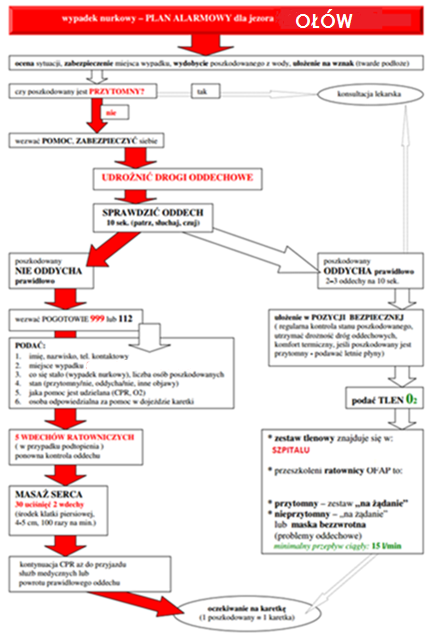 wypadek nurkowy – PLAN ALARMOWY dla jezora OŁÓW
ocena sytuacji, zabezpieczenie miejsca wypadku, wydobycie poszkodowanego z wody, ułożenie na wznak (twarde podłoże)
czy poszkodowany jest PRZYTOMNY?
tak
konsultacja lekarska
nie
wezwać POMOC, ZABEZPIECZYĆ siebie
UDROŻNIĆ DROGI ODDECHOWE
SPRAWDZIĆ ODDECH
10 sek. (patrz, słuchaj, czuj)
poszkodowany
NIE ODDYCHA
prawidłowo
poszkodowany
ODDYCHA prawidłowo
2-3 oddechy na 10 sek.
wezwać POGOTOWIE 999 lub 112
PODAĆ:
1. imię, nazwisko, tel. kontaktowy
2. miejsce wypadku
3. co się stało (wypadek nurkowy), liczba osób poszkodowanych
4. stan (przytomny/nie, oddycha/nie, inne objawy)
5. jaka pomoc jest udzielana (CPR, O2)
6. osoba odpowiedzialna za pomoc w dojeździe karetki
ułożenie w POZYCJI BEZPIECZNEJ
( regularna kontrola stanu poszkodowanego,
utrzymać drożność dróg oddechowych,
komfort termiczny, jeśli poszkodowany jest
przytomny - podawać letnie płyny)
podać TLEN O2
5 WDECHÓW RATOWNICZYCH
( w przypadku podtopienia )
ponowna kontrola oddechu
MASAŻ SERCA
30 uciśnięć 2 wdechy
(środek klatki piersiowej,
4-5 cm, 100 razy na min.)
kontynuacja CPR aż do przyjazdu
służb medycznych lub
powrotu prawidłowego oddechu
* zestaw tlenowy znajduje się w:
SZPITALU
* przeszkoleni ratownicy OFAP to:
* przytomny – zestaw „na żądanie”
* nieprzytomny – „na żądanie”
lub maska bezzwrotna
(problemy oddechowe)
minimalny przepływ ciągły: 15 l/min
oczekiwanie na karetkę
(1 poszkodowany = 1 karetka)